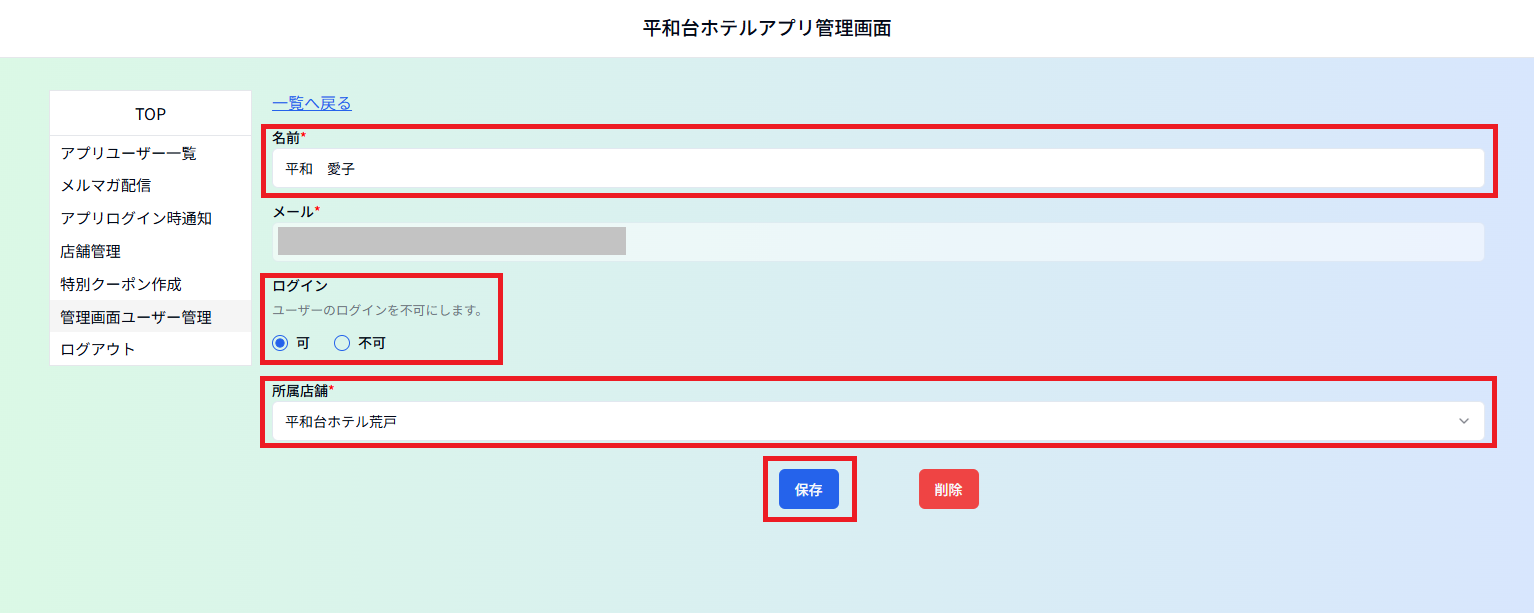 平和台ホテルアプリ管理画面
TOP
アプリユーザー一覧
メルマガ配信
アプリログイン時通知
店舗管理
特別クーポン作成
管理画面ユーザー管理
ログアウト
一覧へ戻る
名前*
平和　愛子
メール*
ログイン
ユーザーのログインを不可にします。
可 不可
所属店舗*
平和台ホテル荒戸
保存 削除